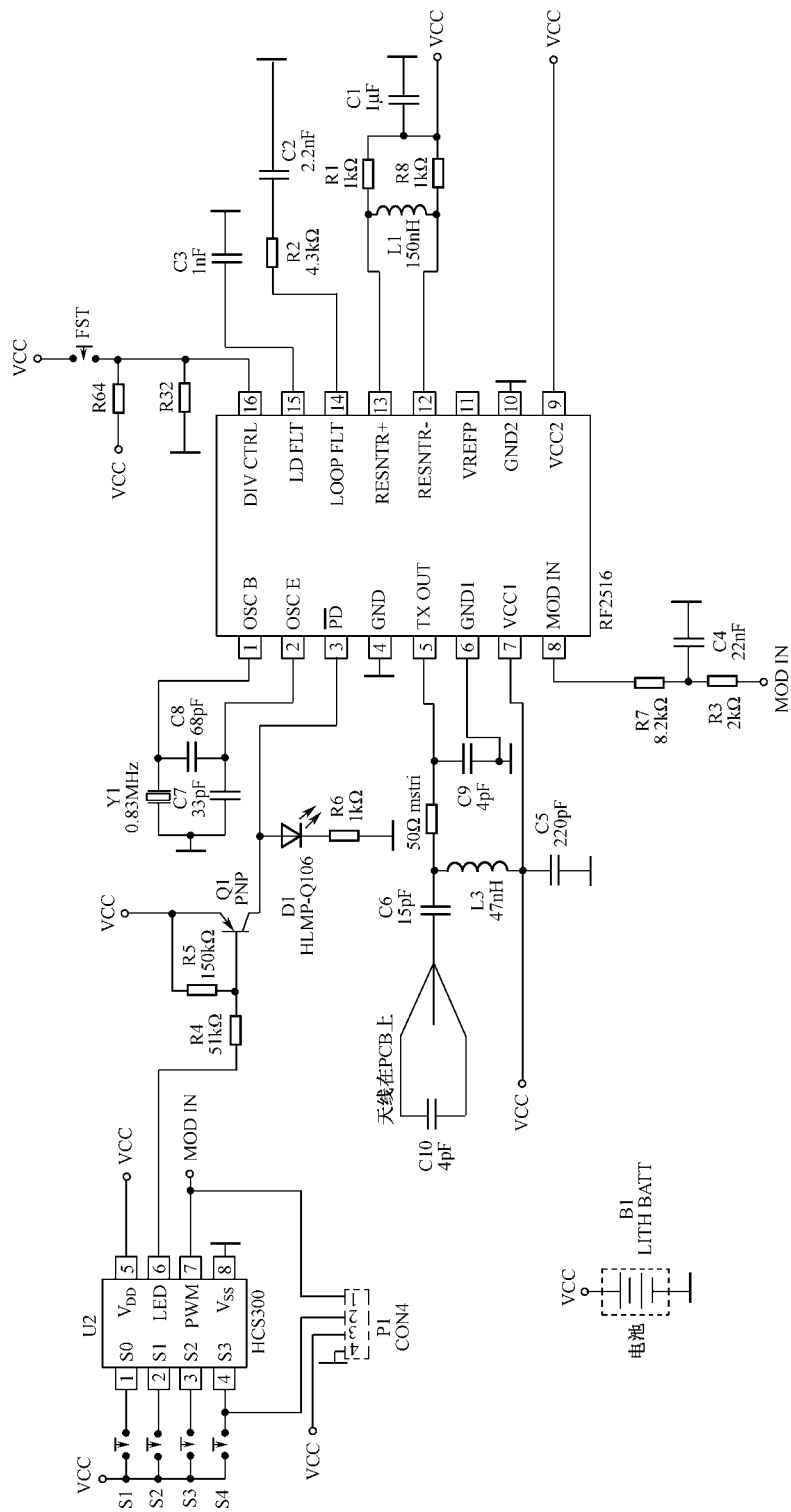 VCC
S1
S2
S3
S4
U2
1 S0
2 S1
3 S2
4 S3
V_DD 5
LED 6
PWM 7
V_SS 8
HCS300
VCC
MOD IN
VCC
1
2
3
4
P1
CON4
VCC
B1
LITH BATT
电池
R4
51kΩ
R5
150kΩ
VCC
Q1
PNP
D1
HLMP-Q106
R6
1kΩ
天线在PCB上
C10
4pF
C6
15pF
L3
47nH
50Ω mstri
C9
4pF
C5
220pF
VCC
Y1
0.83MHz
C7
33pF
C8
68pF
1 OSC B
2 OSC E
3 PD
4 GND
5 TX OUT
6 GND1
7 VCC1
8 MOD IN
DIV CTRL 16
LD FLT 15
LOOP FLT 14
RESNTR+ 13
RESNTR- 12
VREFP 11
GND2 10
VCC2 9
RF2516
R7
8.2kΩ
C4
22nF
R3
2kΩ
MOD IN
VCC
FST
R64
VCC
R32
C3
1nF
R2
4.3kΩ
C2
2.2nF
L1
150nH
R1
1kΩ
R8
1kΩ
C1
1μF
VCC
VCC